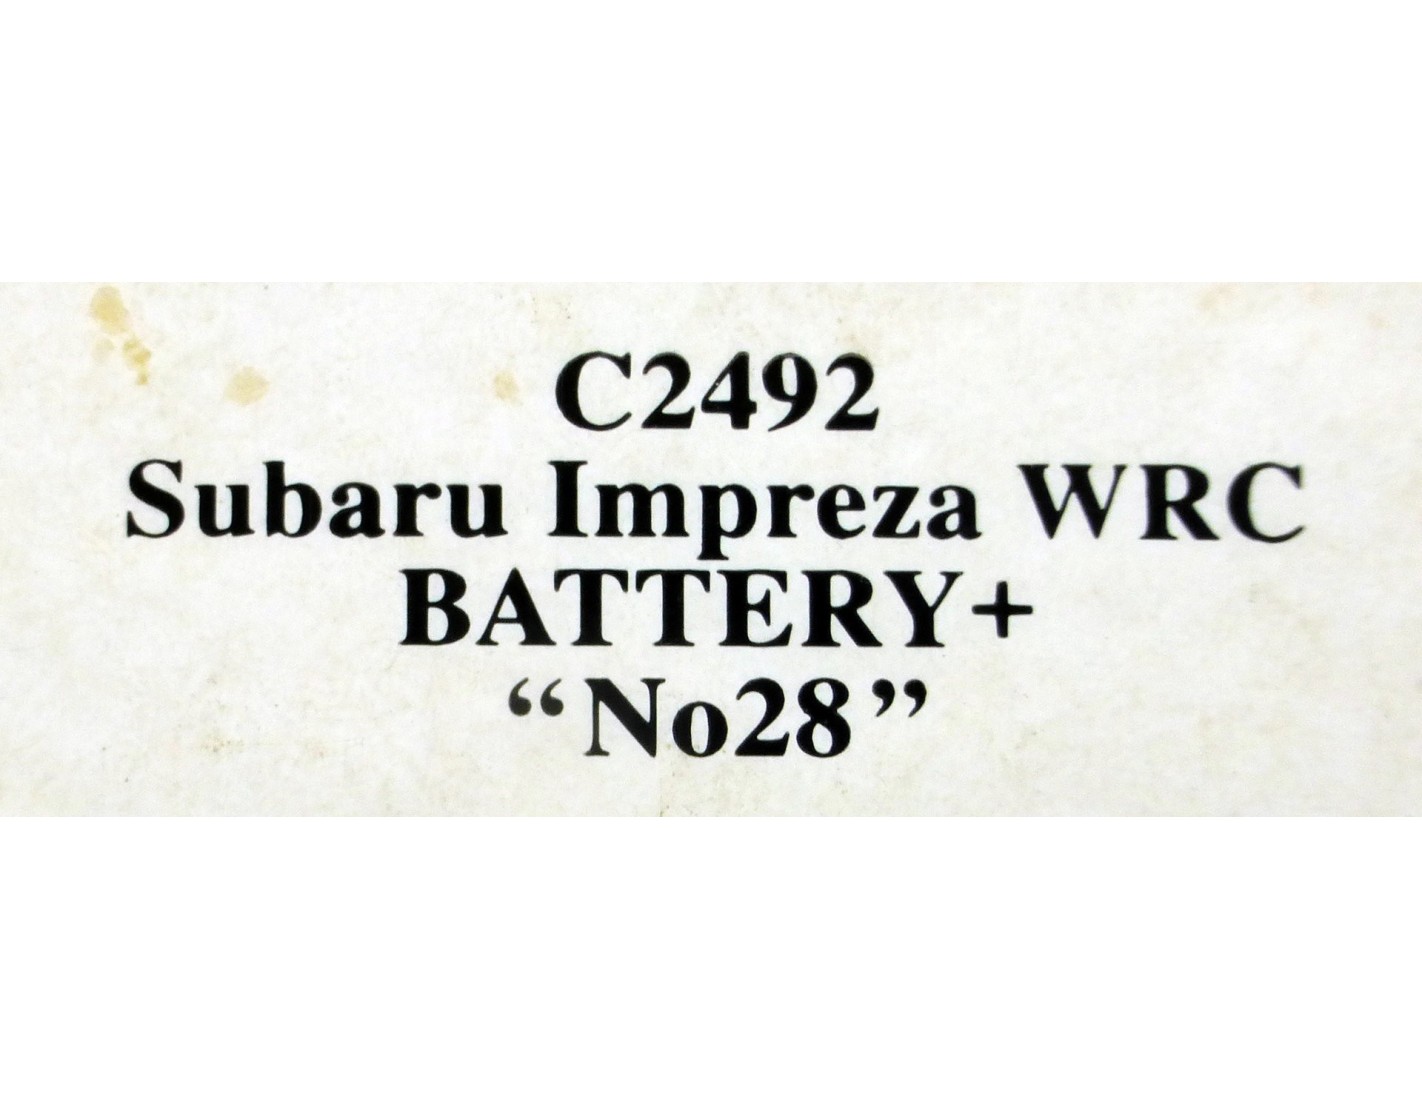 C2492
Subaru Impreza WRC
BATTERY+
“No28”